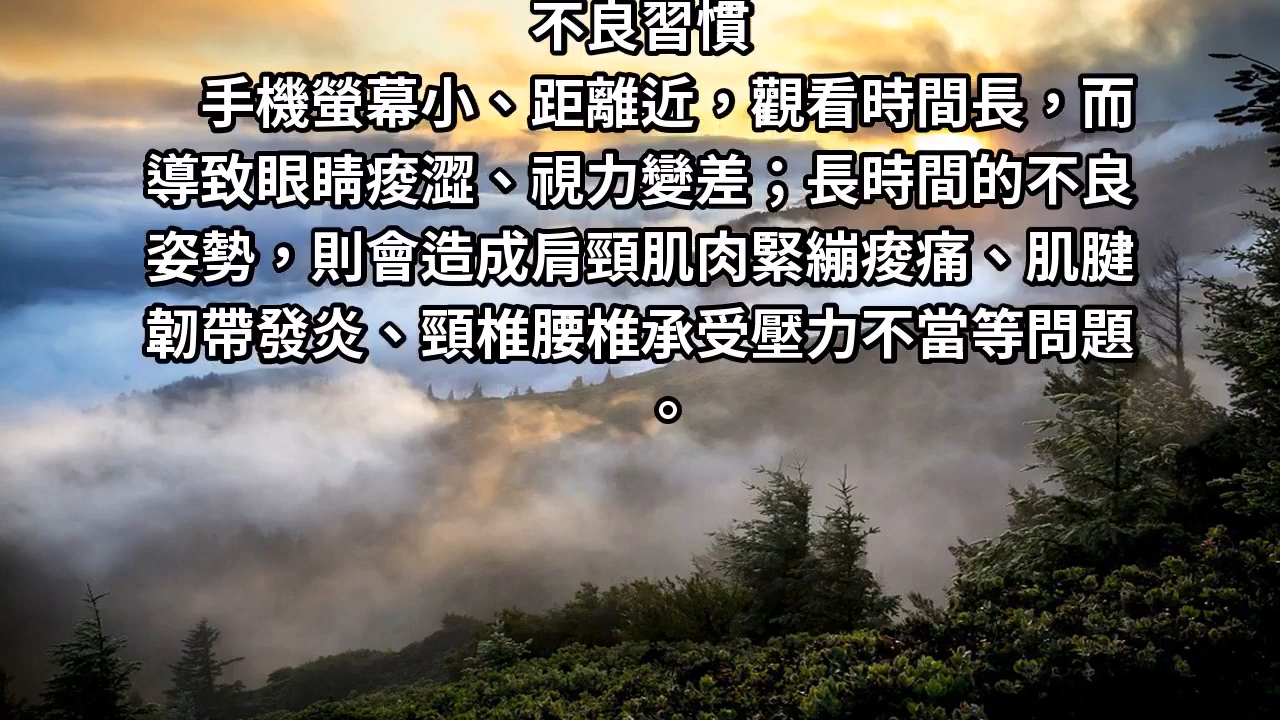 不良習慣
手機螢幕小、距離近，觀看時間長，而
導致眼睛痠澀、視力變差；長時間的不良
姿勢，則會造成肩頸肌肉緊繃痠痛、肌腱
韌帶發炎、頸椎腰椎承受壓力不當等問題
。